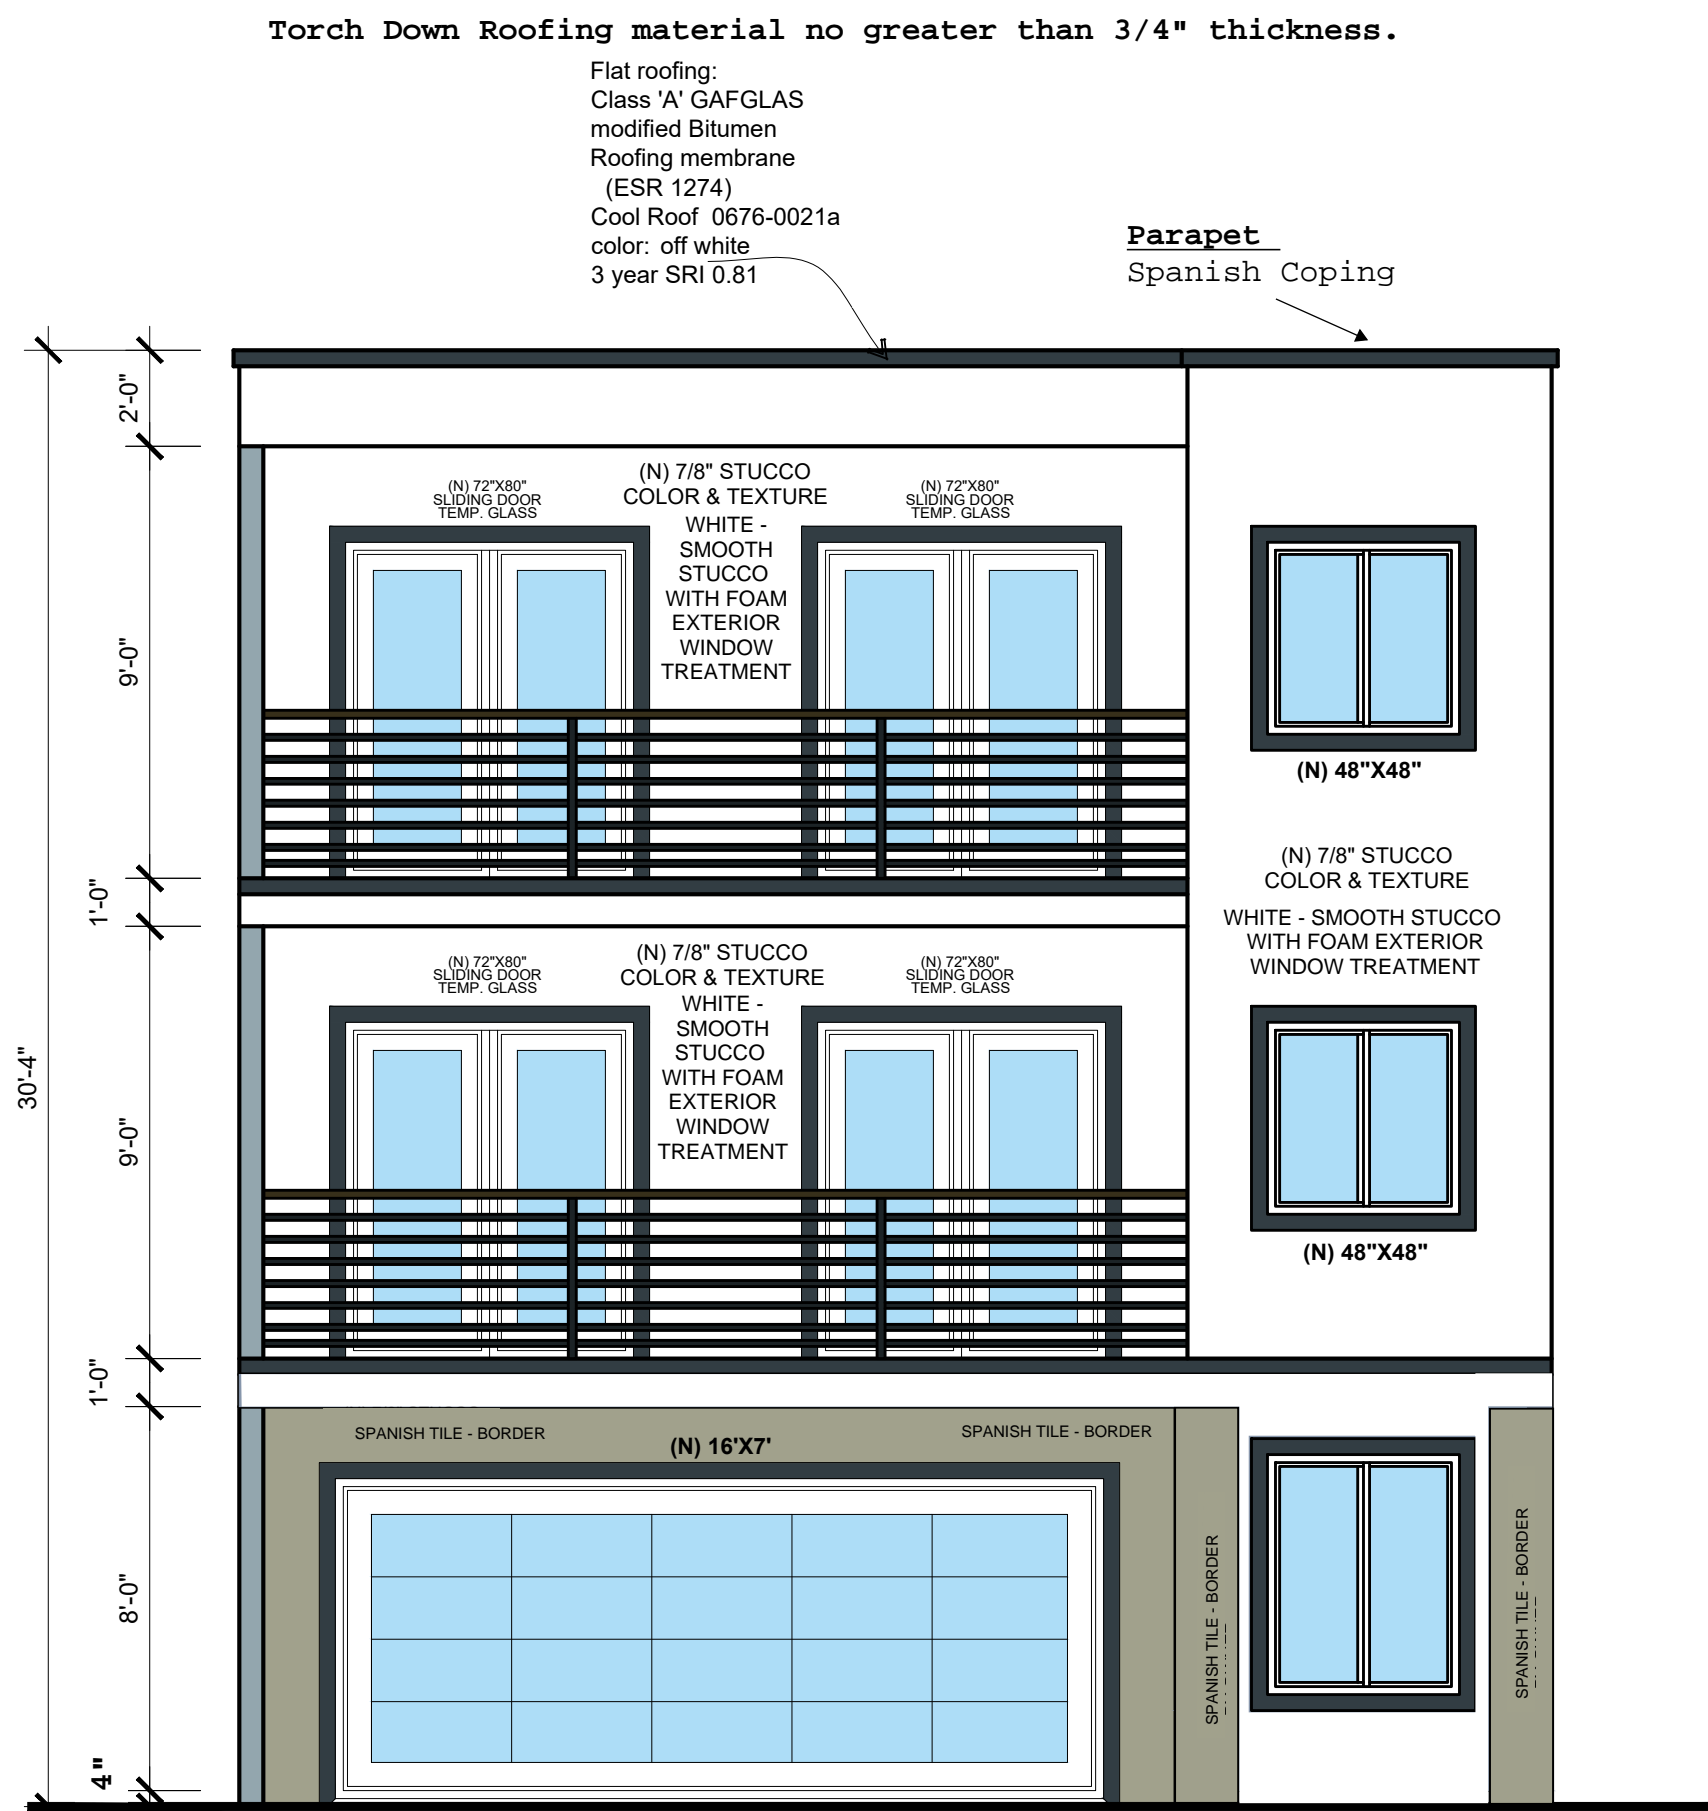 Torch Down Roofing material no greater than 3/4" thickness.
Flat roofing:
Class 'A' GAFGLAS
modified Bitumen
Roofing membrane
(ESR 1274)
Cool Roof 0676-0021a
color: off white
3 year SRI 0.81
Parapet
Spanish Coping
2'-0"
9'-0"
1'-0"
9'-0"
1'-0"
8'-0"
4"
30'-4"
(N) 72"X80"
SLIDING DOOR
TEMP. GLASS
(N) 7/8" STUCCO
COLOR & TEXTURE
WHITE -
SMOOTH
STUCCO
WITH FOAM
EXTERIOR
WINDOW
TREATMENT
(N) 72"X80"
SLIDING DOOR
TEMP. GLASS
(N) 48"X48"
(N) 7/8" STUCCO
COLOR & TEXTURE
WHITE - SMOOTH STUCCO
WITH FOAM EXTERIOR
WINDOW TREATMENT
(N) 72"X80"
SLIDING DOOR
TEMP. GLASS
(N) 7/8" STUCCO
COLOR & TEXTURE
WHITE -
SMOOTH
STUCCO
WITH FOAM
EXTERIOR
WINDOW
TREATMENT
(N) 72"X80"
SLIDING DOOR
TEMP. GLASS
(N) 48"X48"
SPANISH TILE - BORDER
(N) 16'X7'
SPANISH TILE - BORDER
SPANISH TILE - BORDER
SPANISH TILE - BORDER